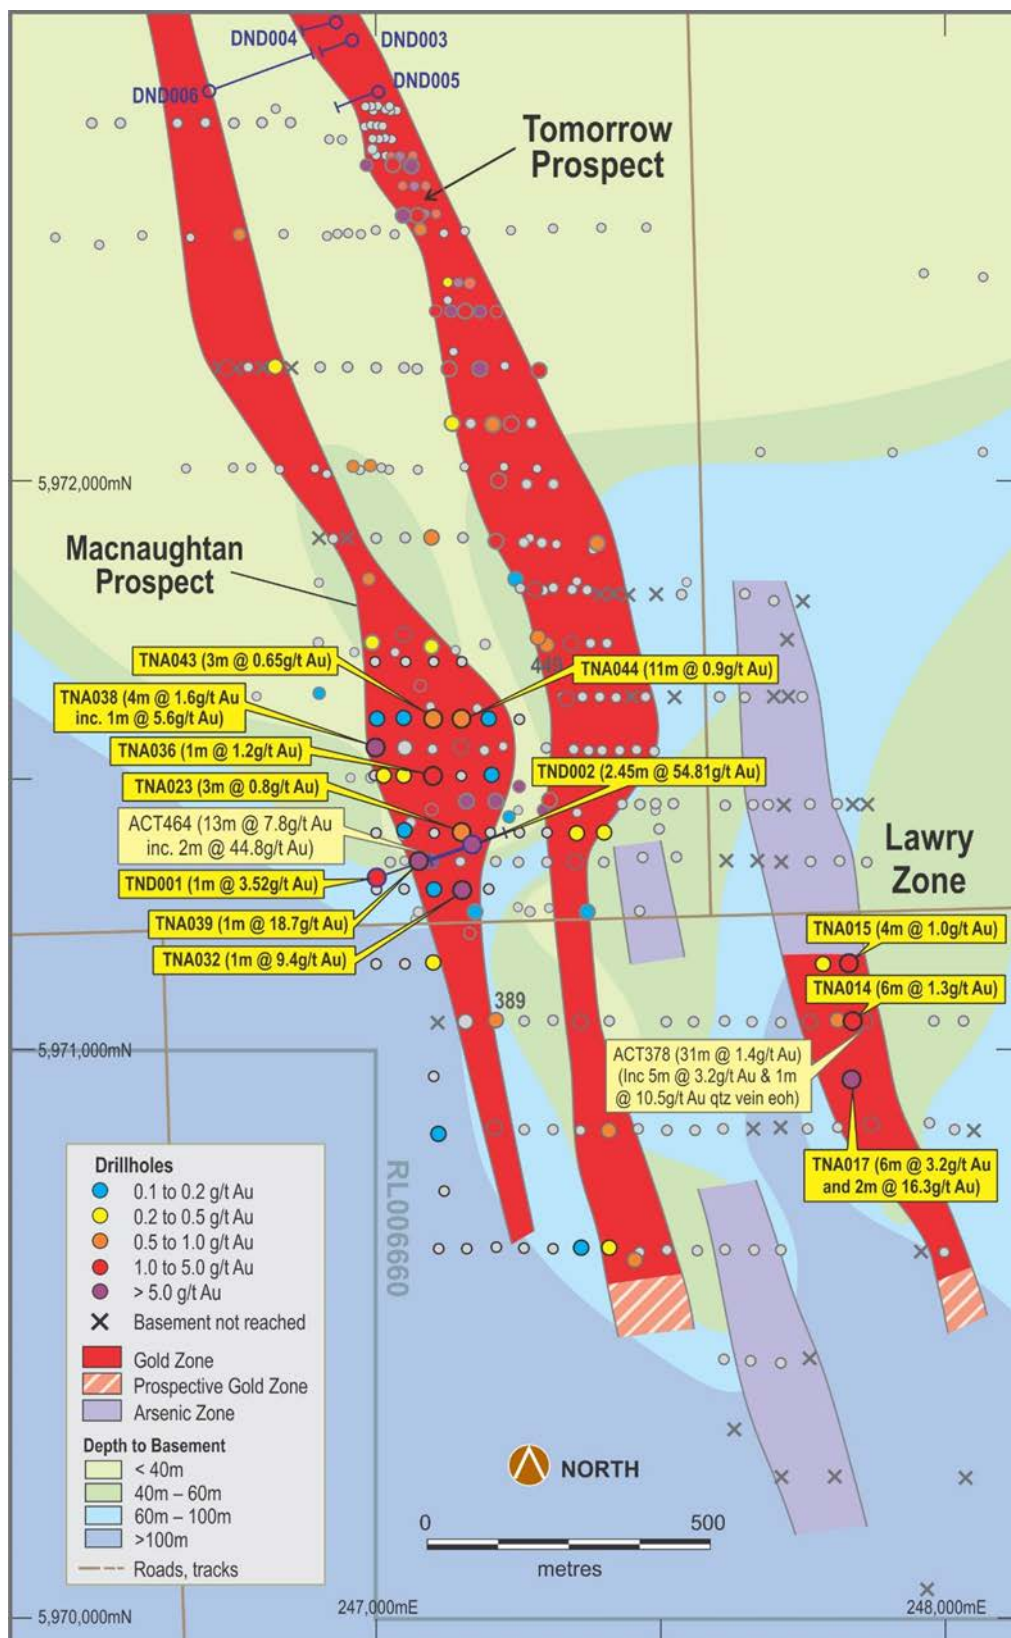 DND004
DND003
DND006
DND005
Tomorrow
Prospect
5,972,000mN
Macnaughtan
Prospect
TNA043 (3m @ 0.65g/t Au)
TNA044 (11m @ 0.9g/t Au)
TNA038 (4m @ 1.6g/t Au
inc. 1m @ 5.6g/t Au)
TNA036 (1m @ 1.2g/t Au)
TND002 (2.45m @ 54.81g/t Au)
TNA023 (3m @ 0.8g/t Au)
ACT464 (13m @ 7.8g/t Au
inc. 2m @ 44.8g/t Au)
Lawry
Zone
TND001 (1m @ 3.52g/t Au)
TNA039 (1m @ 18.7g/t Au)
TNA015 (4m @ 1.0g/t Au)
TNA032 (1m @ 9.4g/t Au)
TNA014 (6m @ 1.3g/t Au)
389
5,971,000mN
ACT378 (31m @ 1.4g/t Au)
(Inc 5m @ 3.2g/t Au & 1m
@ 10.5g/t Au qtz vein eoh)
TNA017 (6m @ 3.2g/t Au
and 2m @ 16.3g/t Au)
RL006660
Drillholes
0.1 to 0.2 g/t Au
0.2 to 0.5 g/t Au
0.5 to 1.0 g/t Au
1.0 to 5.0 g/t Au
> 5.0 g/t Au
Basement not reached
Gold Zone
Prospective Gold Zone
Arsenic Zone
Depth to Basement
< 40m
40m – 60m
60m – 100m
>100m
Roads, tracks
NORTH
0 500
metres
5,970,000mN
247,000mE
248,000mE